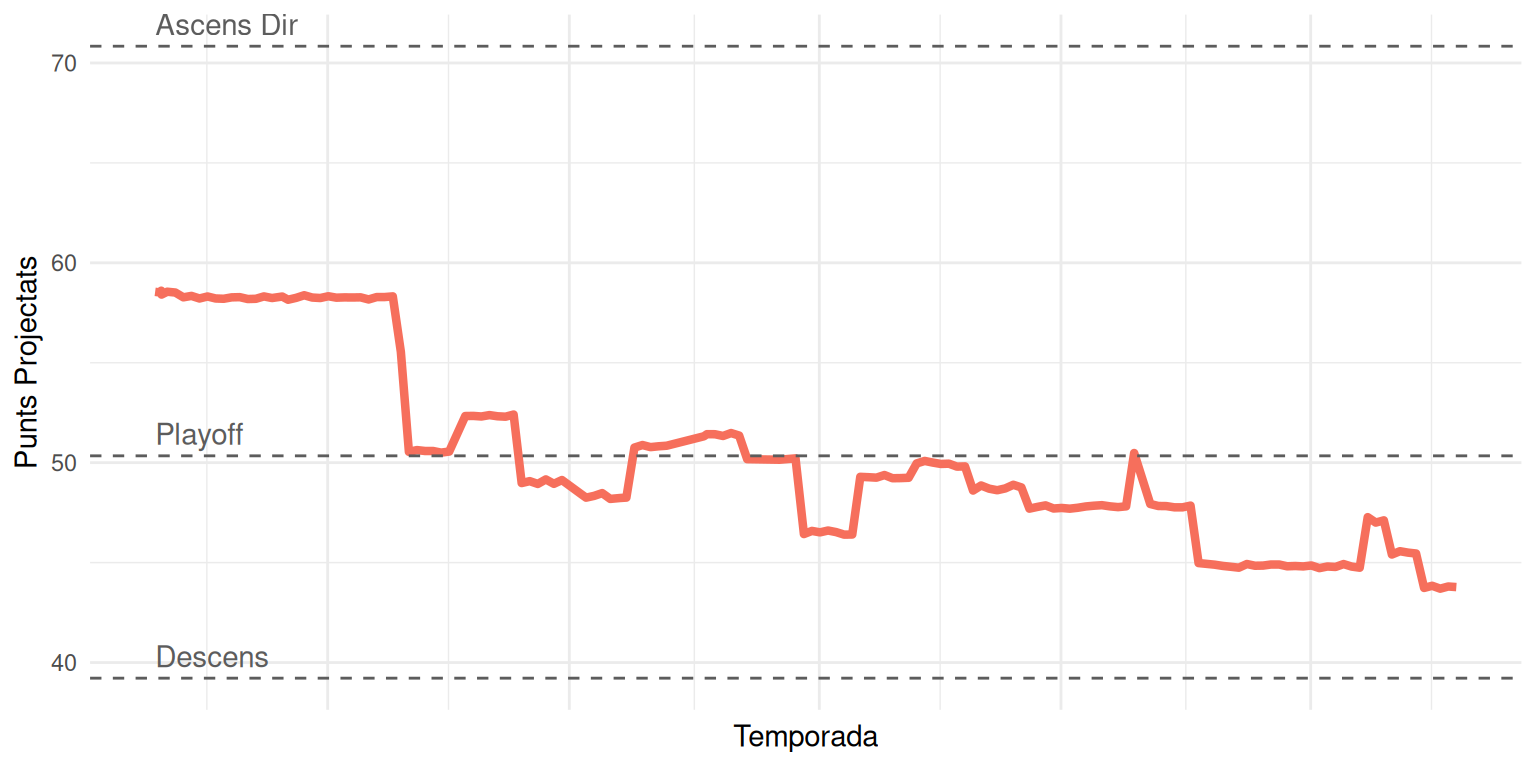 Ascens Dir
70
60
Punts Projectats
Playoff
50
Descens
40
Temporada